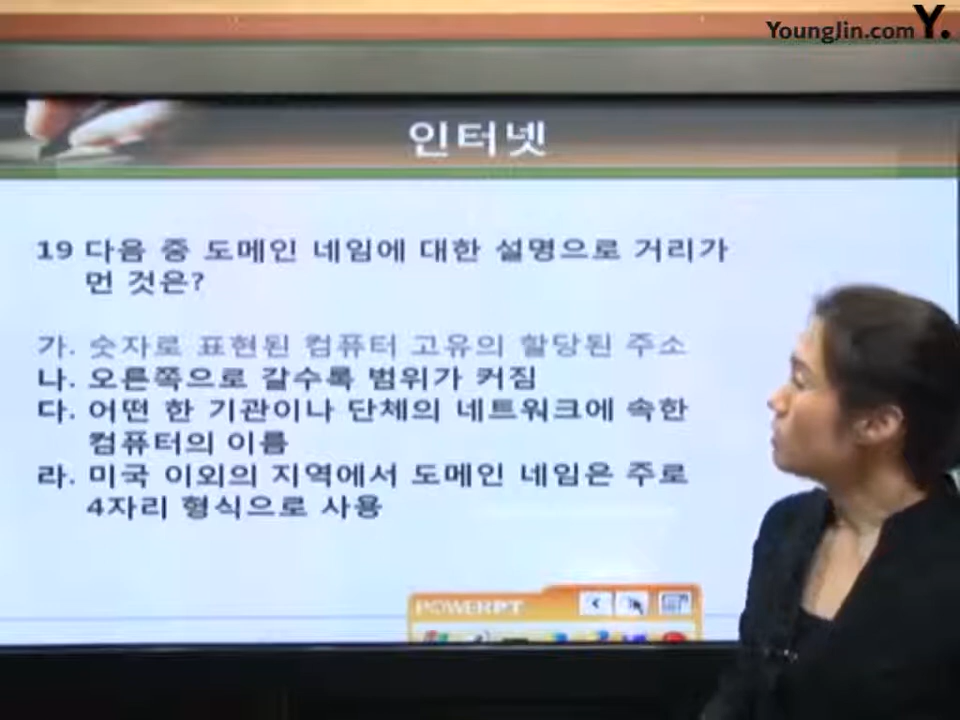 YoungJin.com Y.
인터넷
19 다음 중 도메인 네임에 대한 설명으로 거리가
먼 것은?
가. 숫자로 표현된 컴퓨터 고유의 할당된 주소
나. 오른쪽으로 갈수록 범위가 커짐
다. 어떤 한 기관이나 단체의 네트워크에 속한
컴퓨터의 이름
라. 미국 이외의 지역에서 도메인 네임은 주로
4자리 형식으로 사용
POWERPT